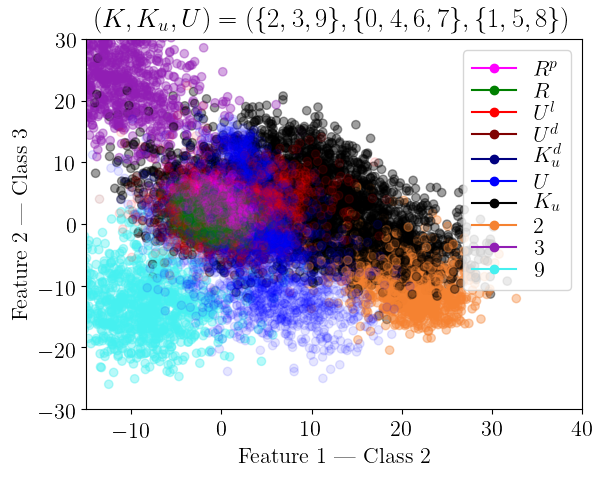 (K, K_u, U) = ({2, 3, 9}, {0, 4, 6, 7}, {1, 5, 8})
30
20
10
0
−10
−20
−30
Feature 2 — Class 3
−10
0
10
20
30
40
Feature 1 — Class 2
R^p
R
U^l
U^d
K_u^d
U
K_u
2
3
9